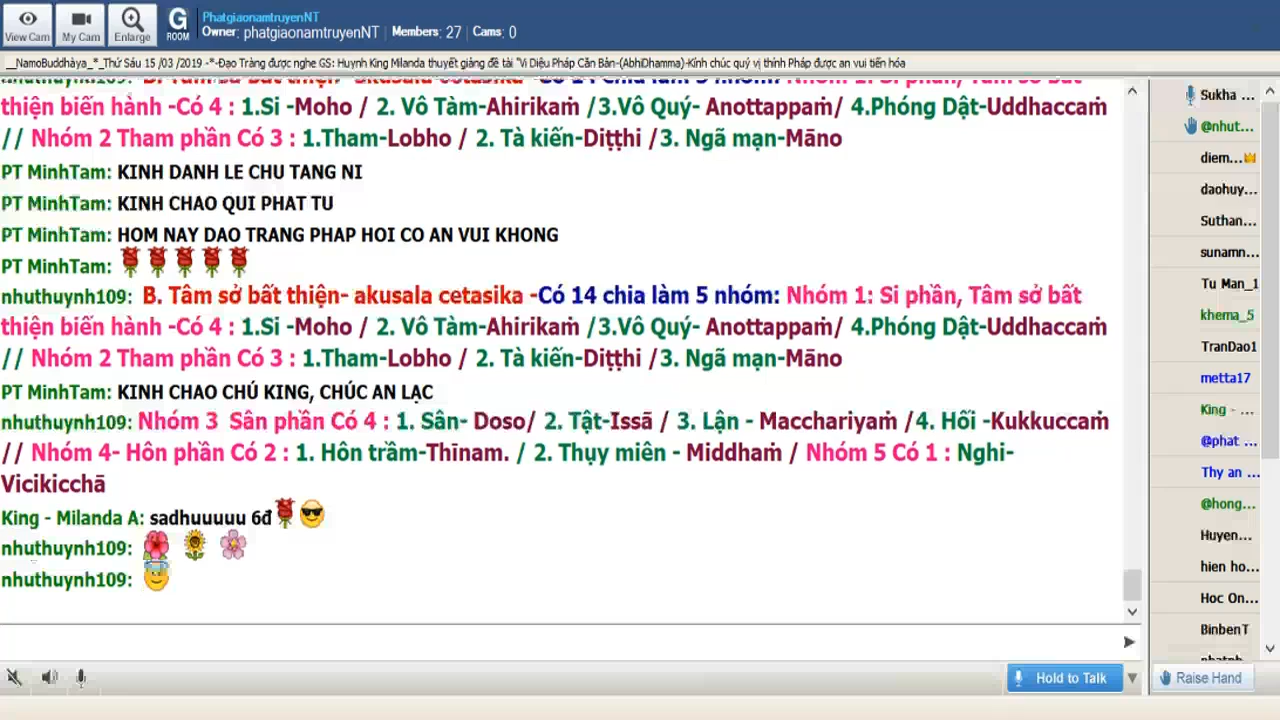 View Cam
My Cam
Enlarge
G
ROOM
PhatgiaonamtruyenNT
Owner: phatgiaonamtruyenNT Members: 27 Cams: 0
__NamoBuddhàya_*_Thứ Sáu 15 /03 /2019 -*-Đạo Tràng được nghe GS: Huynh King Milanda thuyết giảng đề tài "Vi Diệu Pháp Căn Bản-(AbhiDhamma)-Kính chúc quý vị thính Pháp được an vui tiến hóa
thiện biến hành -Có 4 : 1.Si -Moho / 2. Vô Tàm-Ahirikaṁ /3.Vô Quý- Anottappaṁ/ 4.Phóng Dật-Uddhaccaṁ
// Nhóm 2 Tham phần Có 3 : 1.Tham-Lobho / 2. Tà kiến-Diṭṭhi /3. Ngã mạn-Māno
PT MinhTam: KINH DANH LE CHU TANG NI
PT MinhTam: KINH CHAO QUI PHAT TU
PT MinhTam: HOM NAY DAO TRANG PHAP HOI CO AN VUI KHONG
PT MinhTam:
nhuthuynh109: B. Tâm sở bất thiện- akusala cetasika -Có 14 chia làm 5 nhóm: Nhóm 1: Si phần, Tâm sở bất
thiện biến hành -Có 4 : 1.Si -Moho / 2. Vô Tàm-Ahirikaṁ /3.Vô Quý- Anottappaṁ/ 4.Phóng Dật-Uddhaccaṁ
// Nhóm 2 Tham phần Có 3 : 1.Tham-Lobho / 2. Tà kiến-Diṭṭhi /3. Ngã mạn-Māno
PT MinhTam: KINH CHAO CHÚ KING, CHÚC AN LẠC
nhuthuynh109: Nhóm 3 Sân phần Có 4 : 1. Sân- Doso/ 2. Tật-Issā / 3. Lận - Macchariyaṁ /4. Hối -Kukkuccaṁ
// Nhóm 4- Hôn phần Có 2 : 1. Hôn trầm-Thīnam. / 2. Thụy miên - Middhaṁ / Nhóm 5 Có 1 : Nghi-
Vicikicchā
King - Milanda A: sadhuuuuu 6đ
nhuthuynh109:
nhuthuynh109:
Sukha ...
@nhut...
diem...
daohuy...
Suthan...
sunamn...
Tu Man_1
khema_5
TranDao1
metta17
King - ...
@phat ...
Thy an ...
@hong...
Huyen...
hien ho...
Hoc On...
BinbenT
Hold to Talk
Raise Hand